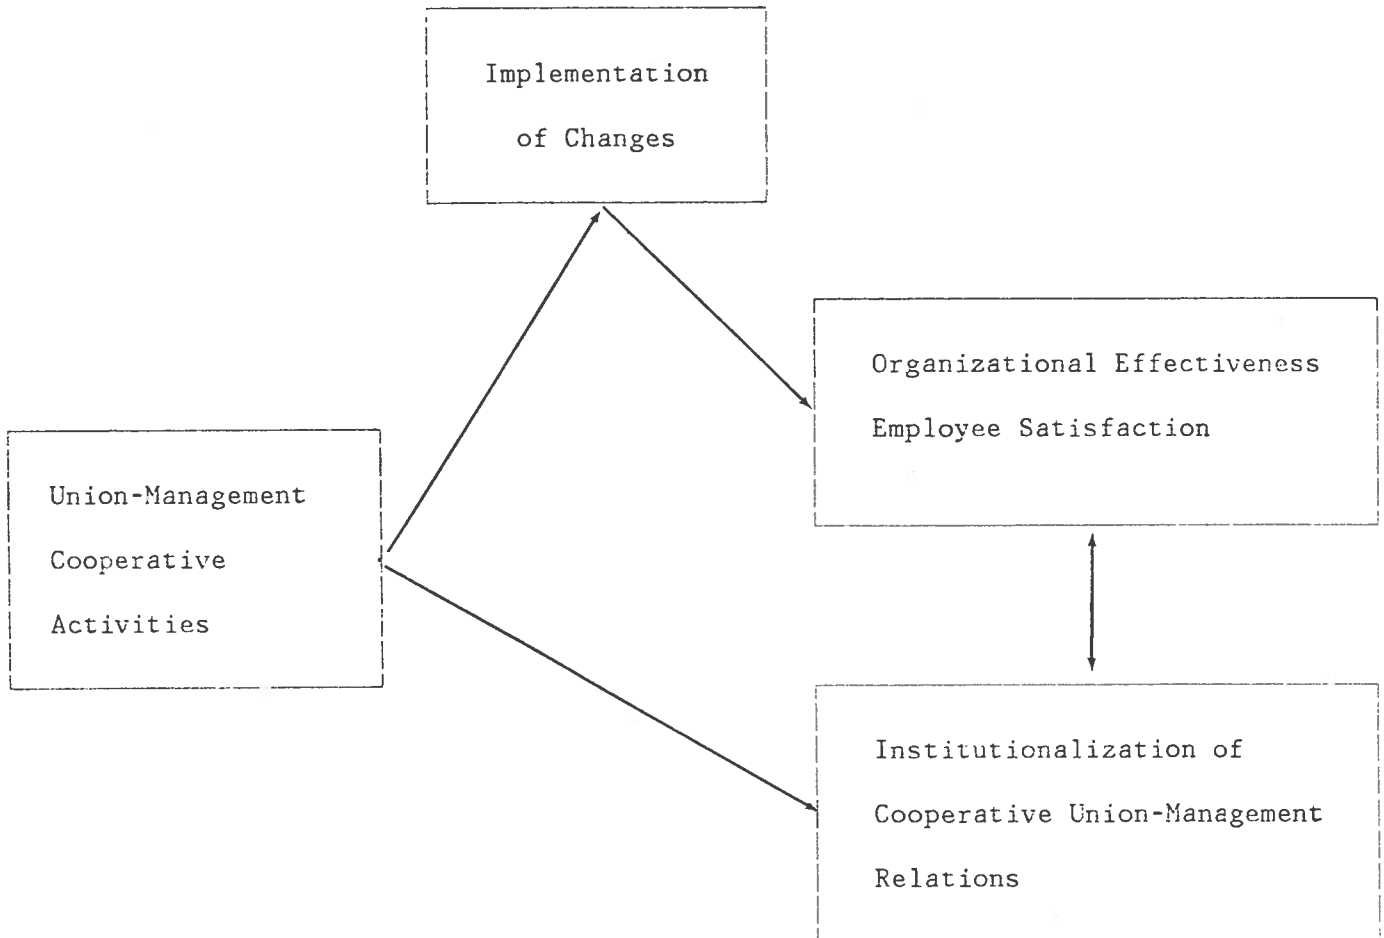 Implementation
of Changes
Organizational Effectiveness
Employee Satisfaction
Union-Management
Cooperative
Activities
Institutionalization of
Cooperative Union-Management
Relations